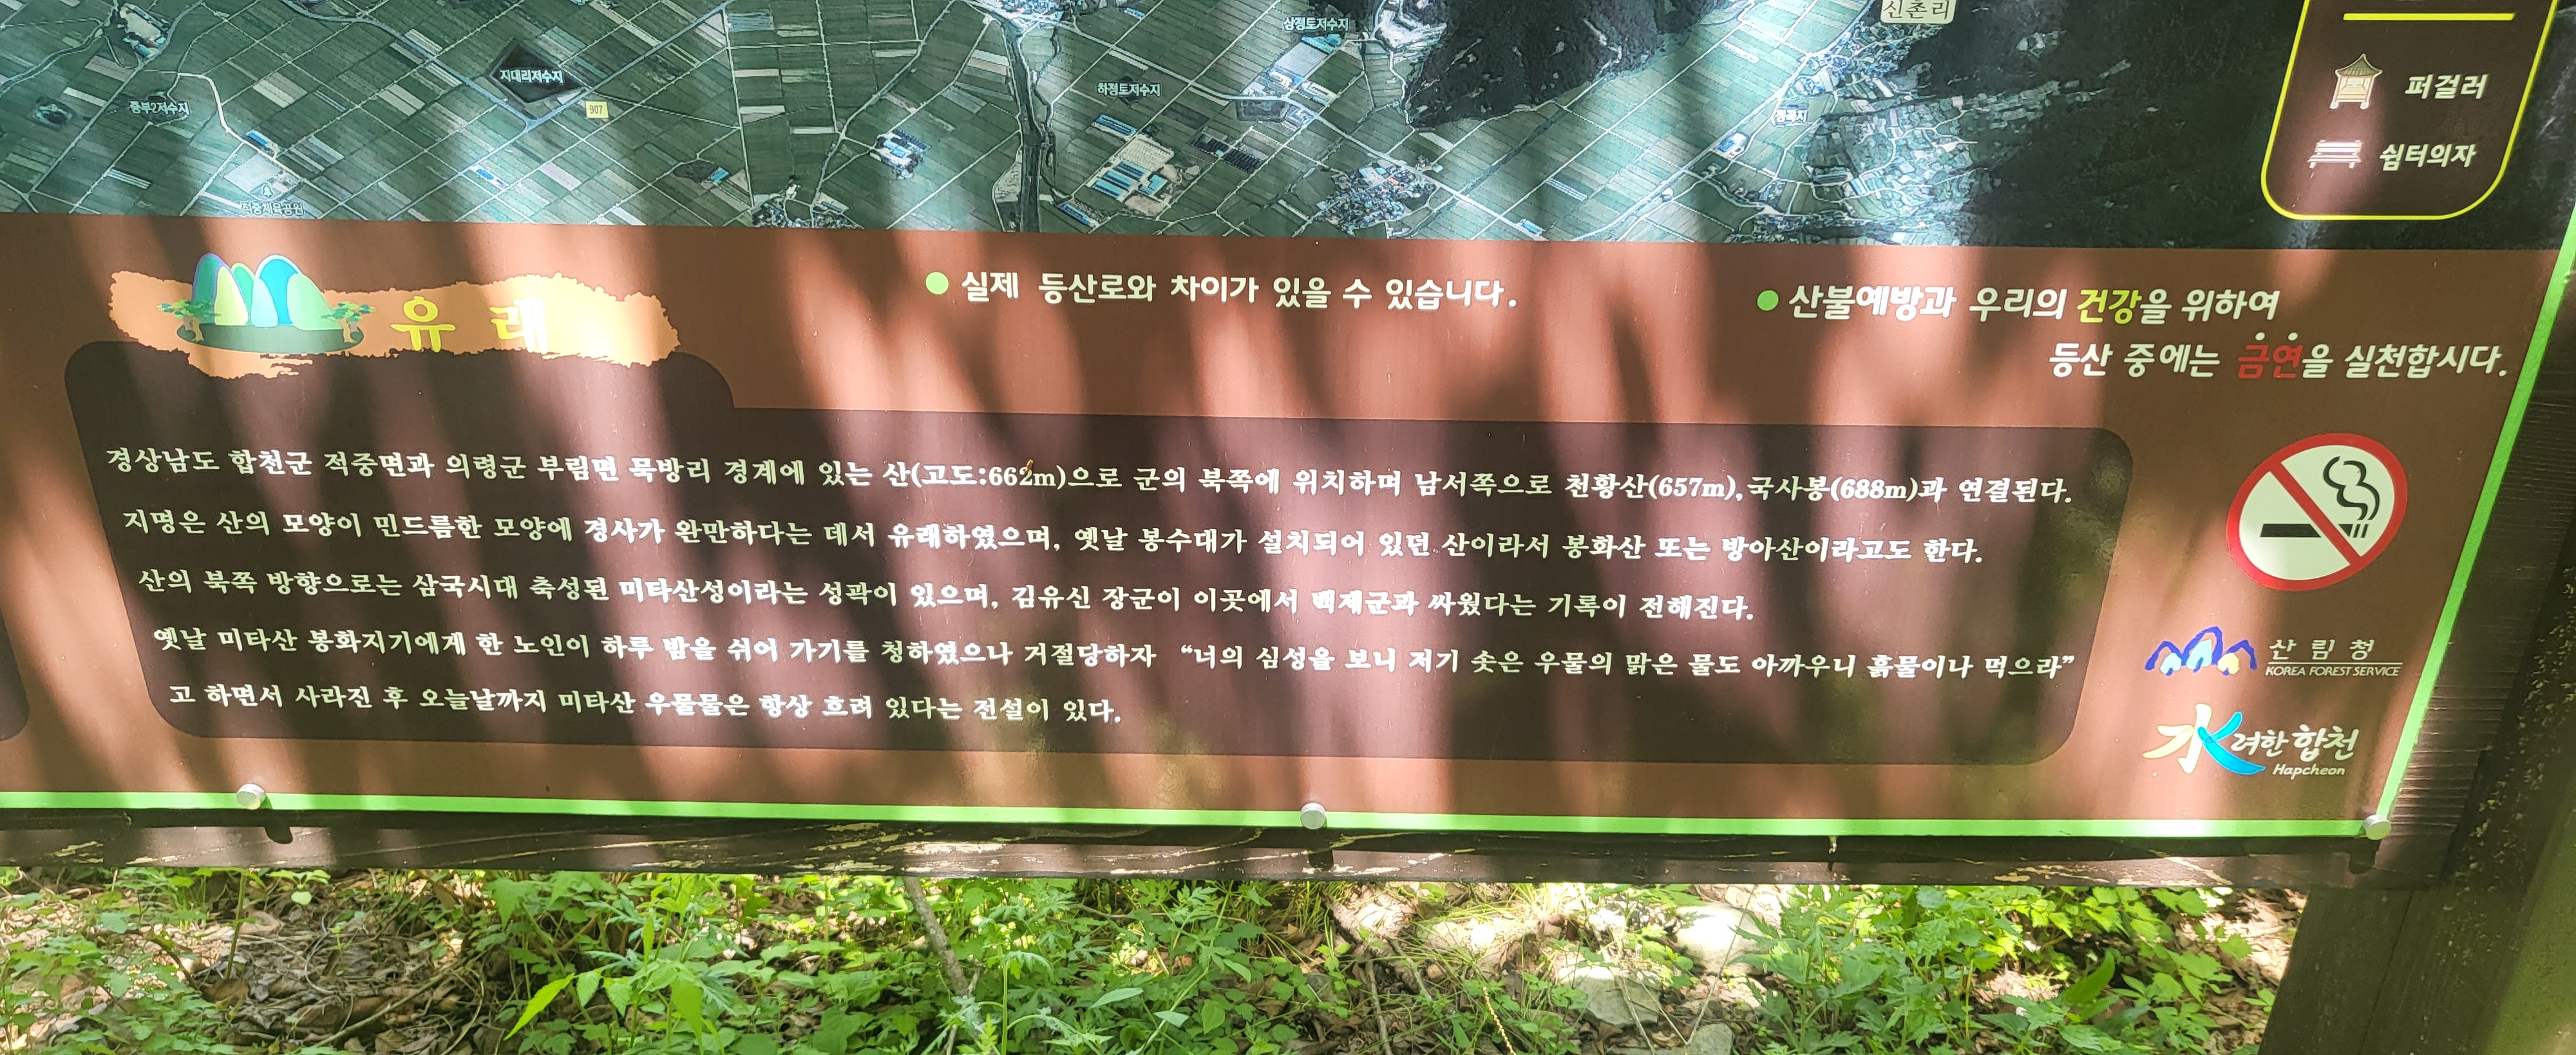 신촌리
상정토저수지
지대리저수지
하정토저수지
중부2저수지
907
적중체육공원
퍼걸러
쉼터의자
유래
실제 등산로와 차이가 있을 수 있습니다.
산불예방과 우리의 건강을 위하여
등산 중에는 금연을 실천합시다.
경상남도 합천군 적중면과 의령군 부림면 묵방리 경계에 있는 산(고도:662m)으로 군의 북쪽에 위치하며 남서쪽으로 천황산(657m),국사봉(688m)과 연결된다.
지명은 산의 모양이 민드름한 모양에 경사가 완만하다는 데서 유래하였으며, 옛날 봉수대가 설치되어 있던 산이라서 봉화산 또는 방아산이라고도 한다.
산의 북쪽 방향으로는 삼국시대 축성된 미타산성이라는 성곽이 있으며, 김유신 장군이 이곳에서 백제군과 싸웠다는 기록이 전해진다.
옛날 미타산 봉화지기에게 한 노인이 하루 밤을 쉬어 가기를 청하였으나 거절당하자 “너의 심성을 보니 저기 솟은 우물의 맑은 물도 아까우니 흙물이나 먹으라”
고 하면서 사라진 후 오늘날까지 미타산 우물물은 항상 흐려 있다는 전설이 있다.
산림청
KOREA FOREST SERVICE
水려한 합천
Hapcheon